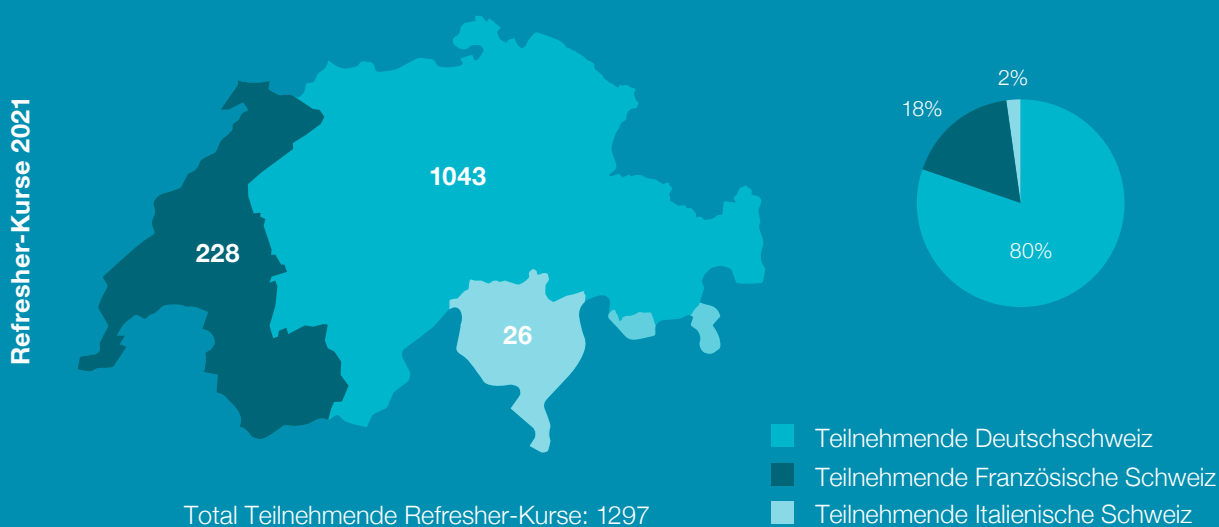 Refresher-Kurse 2021
1043
228
26
2%
18%
80%
Teilnehmende Deutschschweiz
Teilnehmende Französische Schweiz
Teilnehmende Italienische Schweiz
Total Teilnehmende Refresher-Kurse: 1297